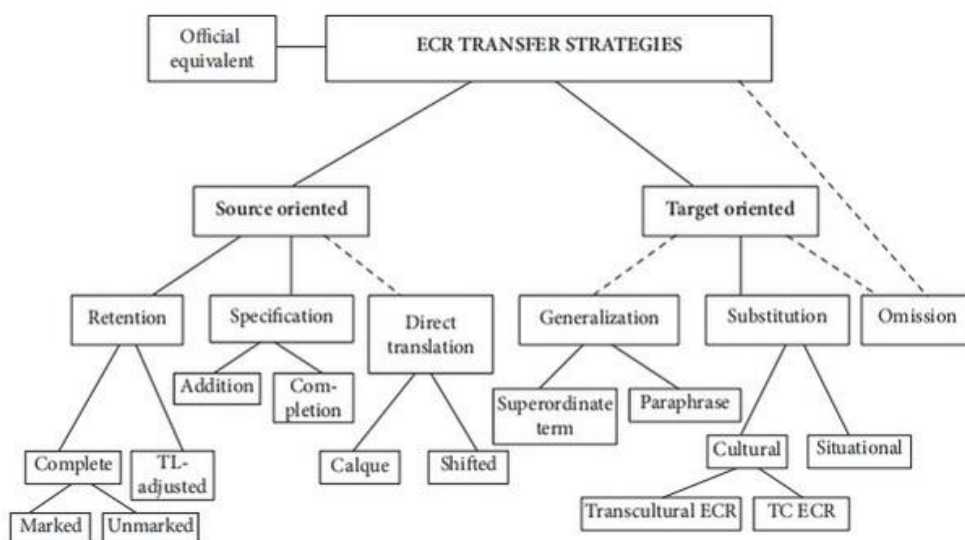 Official
equivalent
ECR TRANSFER STRATEGIES
Source oriented
Target oriented
Retention
Specification
Direct
translation
Generalization
Substitution
Omission
Addition
Com-
pletion
Superordinate
term
Paraphrase
Complete
TL-
adjusted
Calque
Shifted
Cultural
Situational
Marked
Unmarked
Transcultural ECR
TC ECR